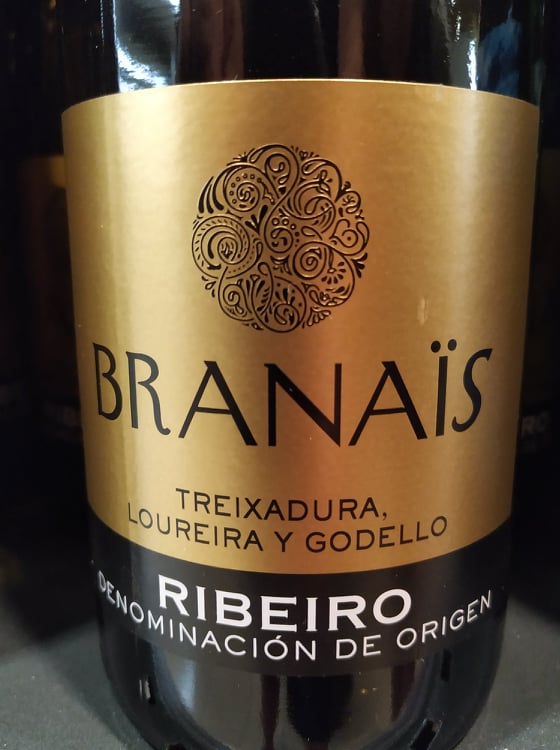 BRANAÏS
TREIXADURA,
LOUREIRA Y GODELLO
RIBEIRO
DENOMINACIÓN DE ORIGEN